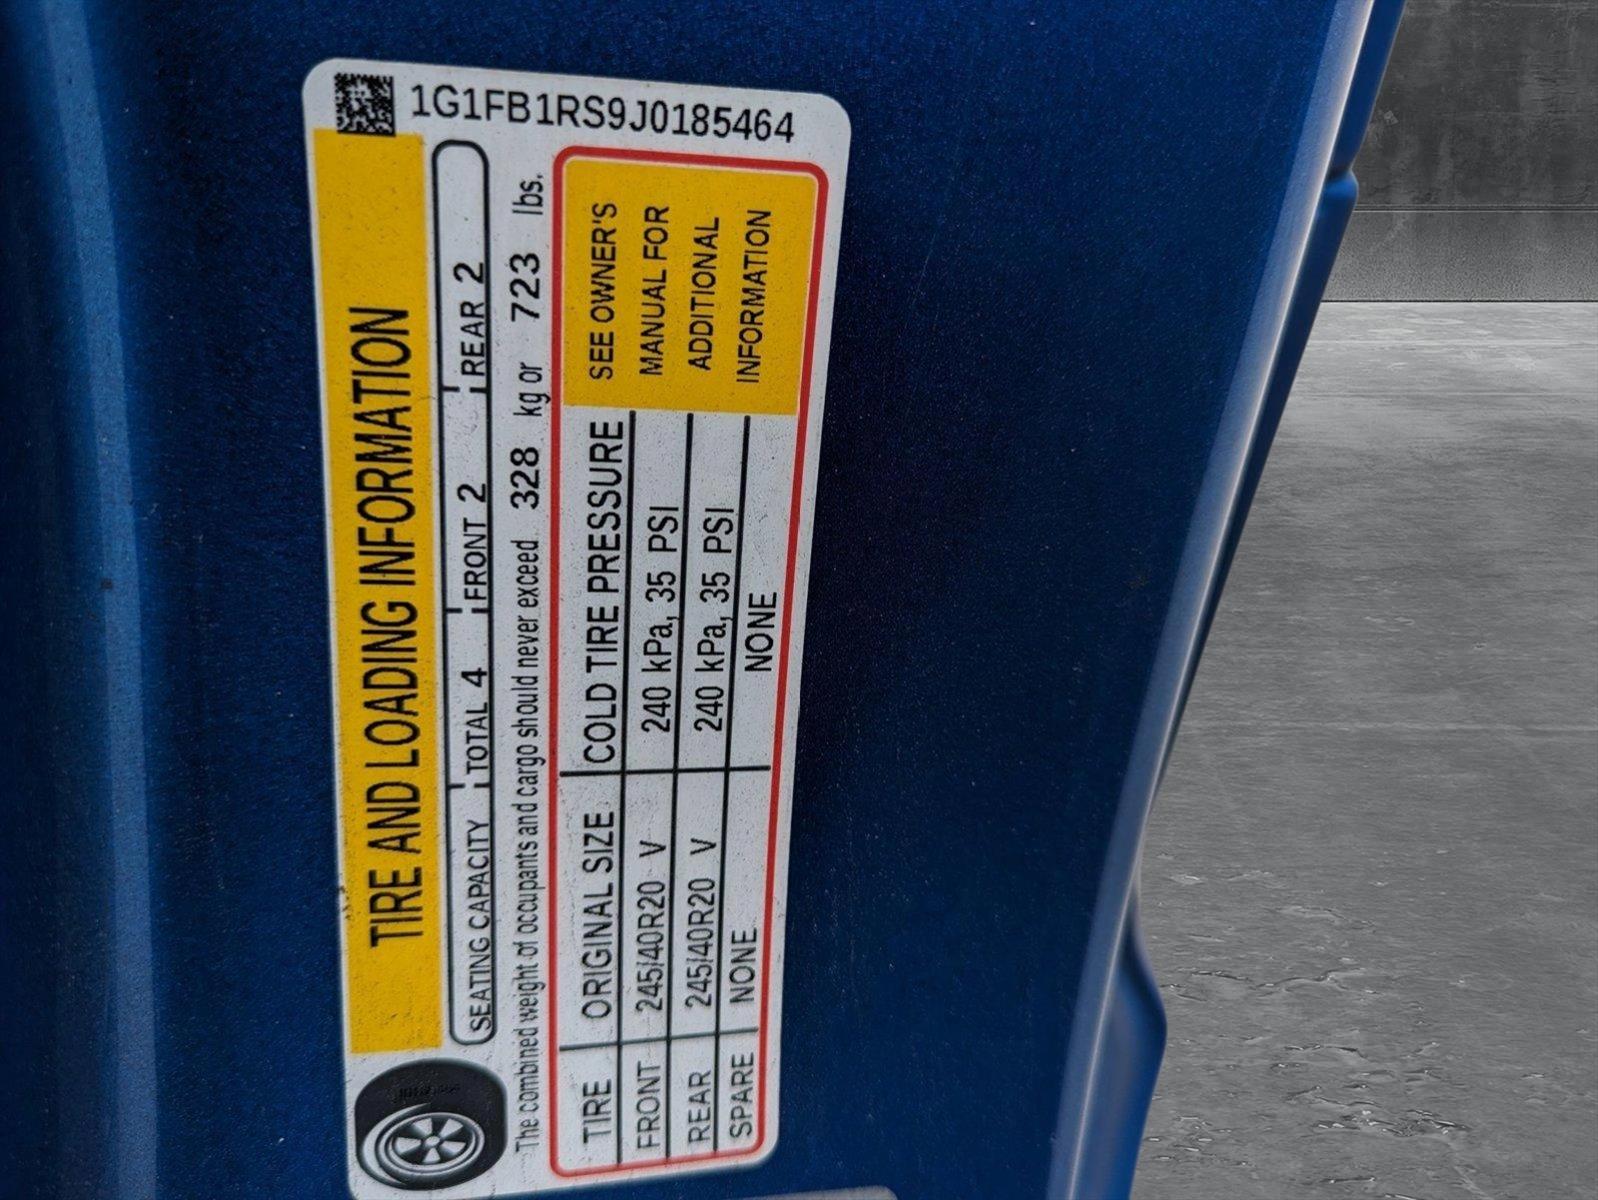 1G1FB1RS9J0185464
TIRE AND LOADING INFORMATION
SEATING CAPACITY TOTAL 4 FRONT 2 REAR 2
The combined weight of occupants and cargo should never exceed 328 kg or 723 lbs.
TIRE ORIGINAL SIZE COLD TIRE PRESSURE
FRONT 245/40R20 V 240 kPa, 35 PSI
REAR 245/40R20 V 240 kPa, 35 PSI
SPARE NONE NONE
SEE OWNER'S
MANUAL FOR
ADDITIONAL
INFORMATION